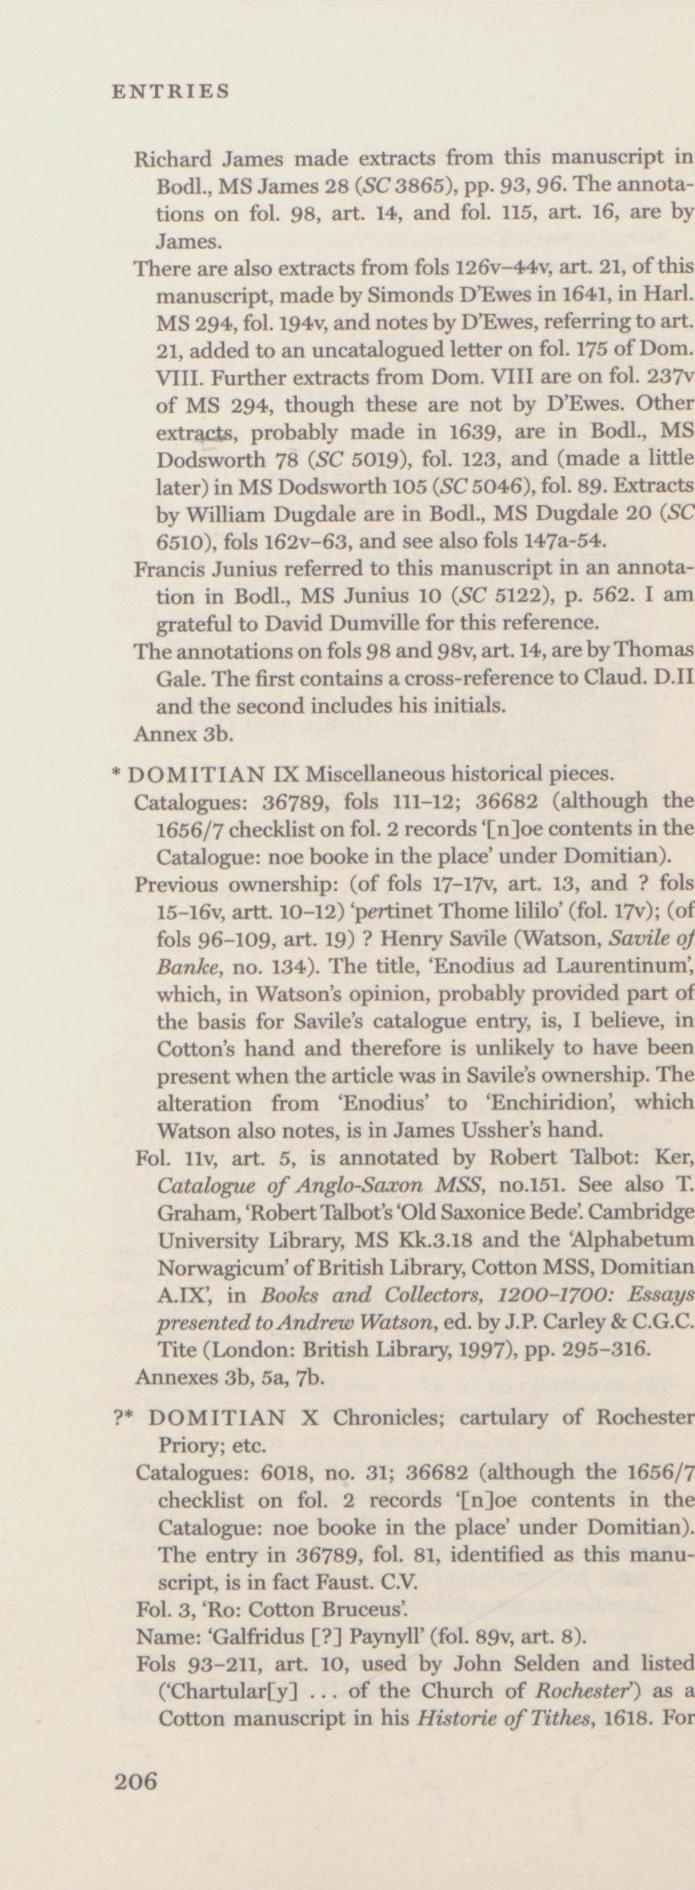 ENTRIES
Richard James made extracts from this manuscript in
Bodl., MS James 28 (SC 3865), pp. 93, 96. The annota-
tions on fol. 98, art. 14, and fol. 115, art. 16, are by
James.
There are also extracts from fols 126v–44v, art. 21, of this
manuscript, made by Simonds D'Ewes in 1641, in Harl.
MS 294, fol. 194v, and notes by D'Ewes, referring to art.
21, added to an uncatalogued letter on fol. 175 of Dom.
VIII. Further extracts from Dom. VIII are on fol. 237v
of MS 294, though these are not by D'Ewes. Other
extracts, probably made in 1639, are in Bodl., MS
Dodsworth 78 (SC 5019), fol. 123, and (made a little
later) in MS Dodsworth 105 (SC 5046), fol. 89. Extracts
by William Dugdale are in Bodl., MS Dugdale 20 (SC
6510), fols 162v–63, and see also fols 147a-54.
Francis Junius referred to this manuscript in an annota-
tion in Bodl., MS Junius 10 (SC 5122), p. 562. I am
grateful to David Dumville for this reference.
The annotations on fols 98 and 98v, art. 14, are by Thomas
Gale. The first contains a cross-reference to Claud. D.II
and the second includes his initials.
Annex 3b.
* DOMITIAN IX Miscellaneous historical pieces.
Catalogues: 36789, fols 111–12; 36682 (although the
1656/7 checklist on fol. 2 records '[n]oe contents in the
Catalogue: noe booke in the place' under Domitian).
Previous ownership: (of fols 17–17v, art. 13, and ? fols
15–16v, artt. 10–12) 'pertinet Thome lililo' (fol. 17v); (of
fols 96–109, art. 19) ? Henry Savile (Watson, Savile of
Banke, no. 134). The title, 'Enodius ad Laurentinum',
which, in Watson's opinion, probably provided part of
the basis for Savile's catalogue entry, is, I believe, in
Cotton's hand and therefore is unlikely to have been
present when the article was in Savile's ownership. The
alteration from 'Enodius' to 'Enchiridion', which
Watson also notes, is in James Ussher's hand.
Fol. 11v, art. 5, is annotated by Robert Talbot: Ker,
Catalogue of Anglo-Saxon MSS, no.151. See also T.
Graham, 'Robert Talbot's 'Old Saxonice Bede'. Cambridge
University Library, MS Kk.3.18 and the 'Alphabetum
Norwagicum' of British Library, Cotton MSS, Domitian
A.IX', in Books and Collectors, 1200–1700: Essays
presented to Andrew Watson, ed. by J.P. Carley & C.G.C.
Tite (London: British Library, 1997), pp. 295–316.
Annexes 3b, 5a, 7b.
?* DOMITIAN X Chronicles; cartulary of Rochester
Priory; etc.
Catalogues: 6018, no. 31; 36682 (although the 1656/7
checklist on fol. 2 records '[n]oe contents in the
Catalogue: noe booke in the place' under Domitian).
The entry in 36789, fol. 81, identified as this manu-
script, is in fact Faust. C.V.
Fol. 3, 'Ro: Cotton Bruceus'.
Name: 'Galfridus [?] Paynyll' (fol. 89v, art. 8).
Fols 93–211, art. 10, used by John Selden and listed
('Chartular[y] ... of the Church of Rochester') as a
Cotton manuscript in his Historie of Tithes, 1618. For
206